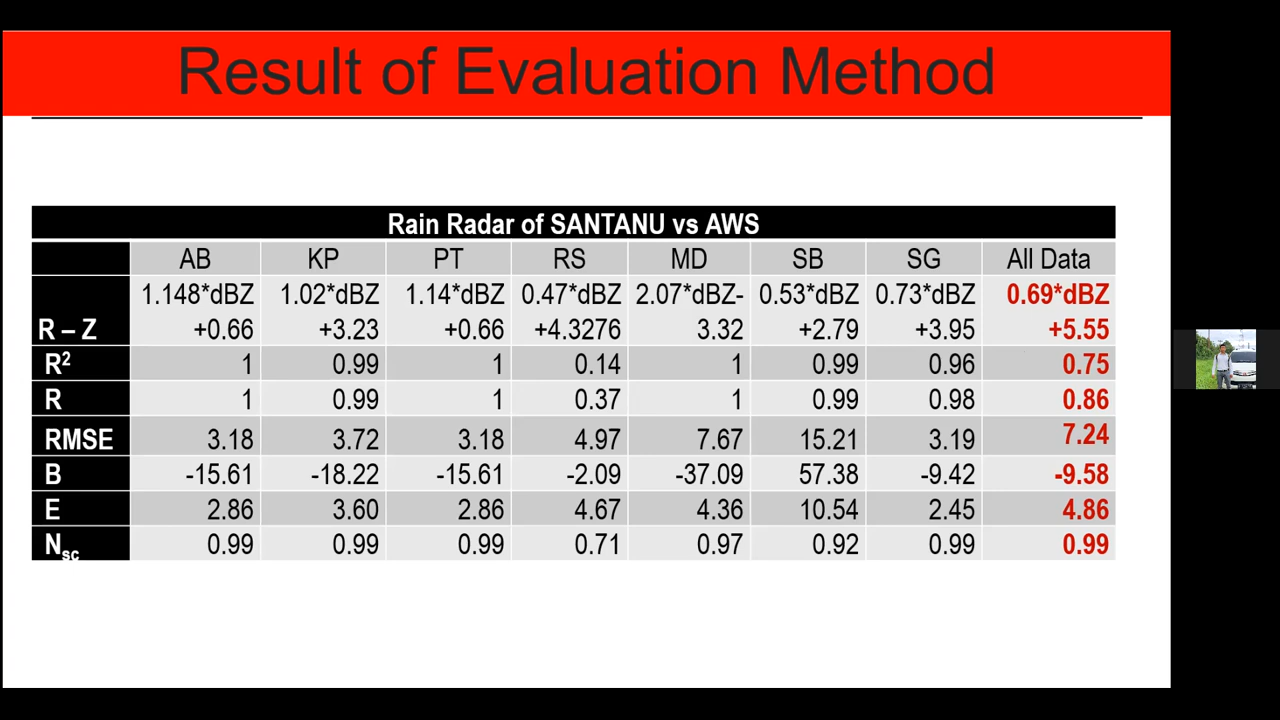 Result of Evaluation Method
Rain Radar of SANTANU vs AWS
AB KP PT RS MD SB SG All Data
1.148*dBZ 1.02*dBZ 1.14*dBZ 0.47*dBZ 2.07*dBZ- 0.53*dBZ 0.73*dBZ 0.69*dBZ
R – Z +0.66 +3.23 +0.66 +4.3276 3.32 +2.79 +3.95 +5.55
R² 1 0.99 1 0.14 1 0.99 0.96 0.75
R 1 0.99 1 0.37 1 0.99 0.98 0.86
RMSE 3.18 3.72 3.18 4.97 7.67 15.21 3.19 7.24
B -15.61 -18.22 -15.61 -2.09 -37.09 57.38 -9.42 -9.58
E 2.86 3.60 2.86 4.67 4.36 10.54 2.45 4.86
Nsc 0.99 0.99 0.99 0.71 0.97 0.92 0.99 0.99